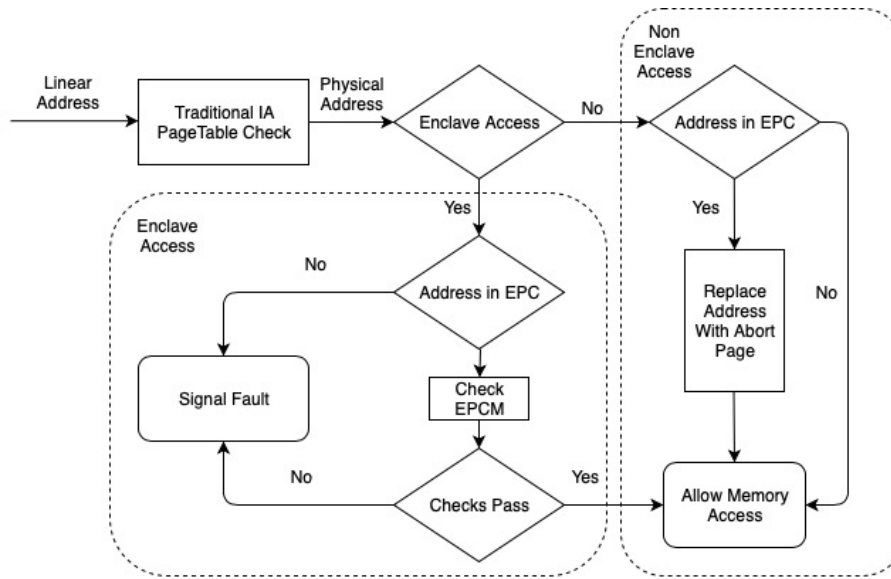 Non
Enclave
Access
Linear
Address
Traditional IA
PageTable Check
Physical
Address
Enclave Access
No
Address in EPC
Yes
Yes
Enclave
Access
No
Address in EPC
Replace
Address
With Abort
Page
No
Signal Fault
Check
EPCM
No
Checks Pass
Yes
Allow Memory
Access